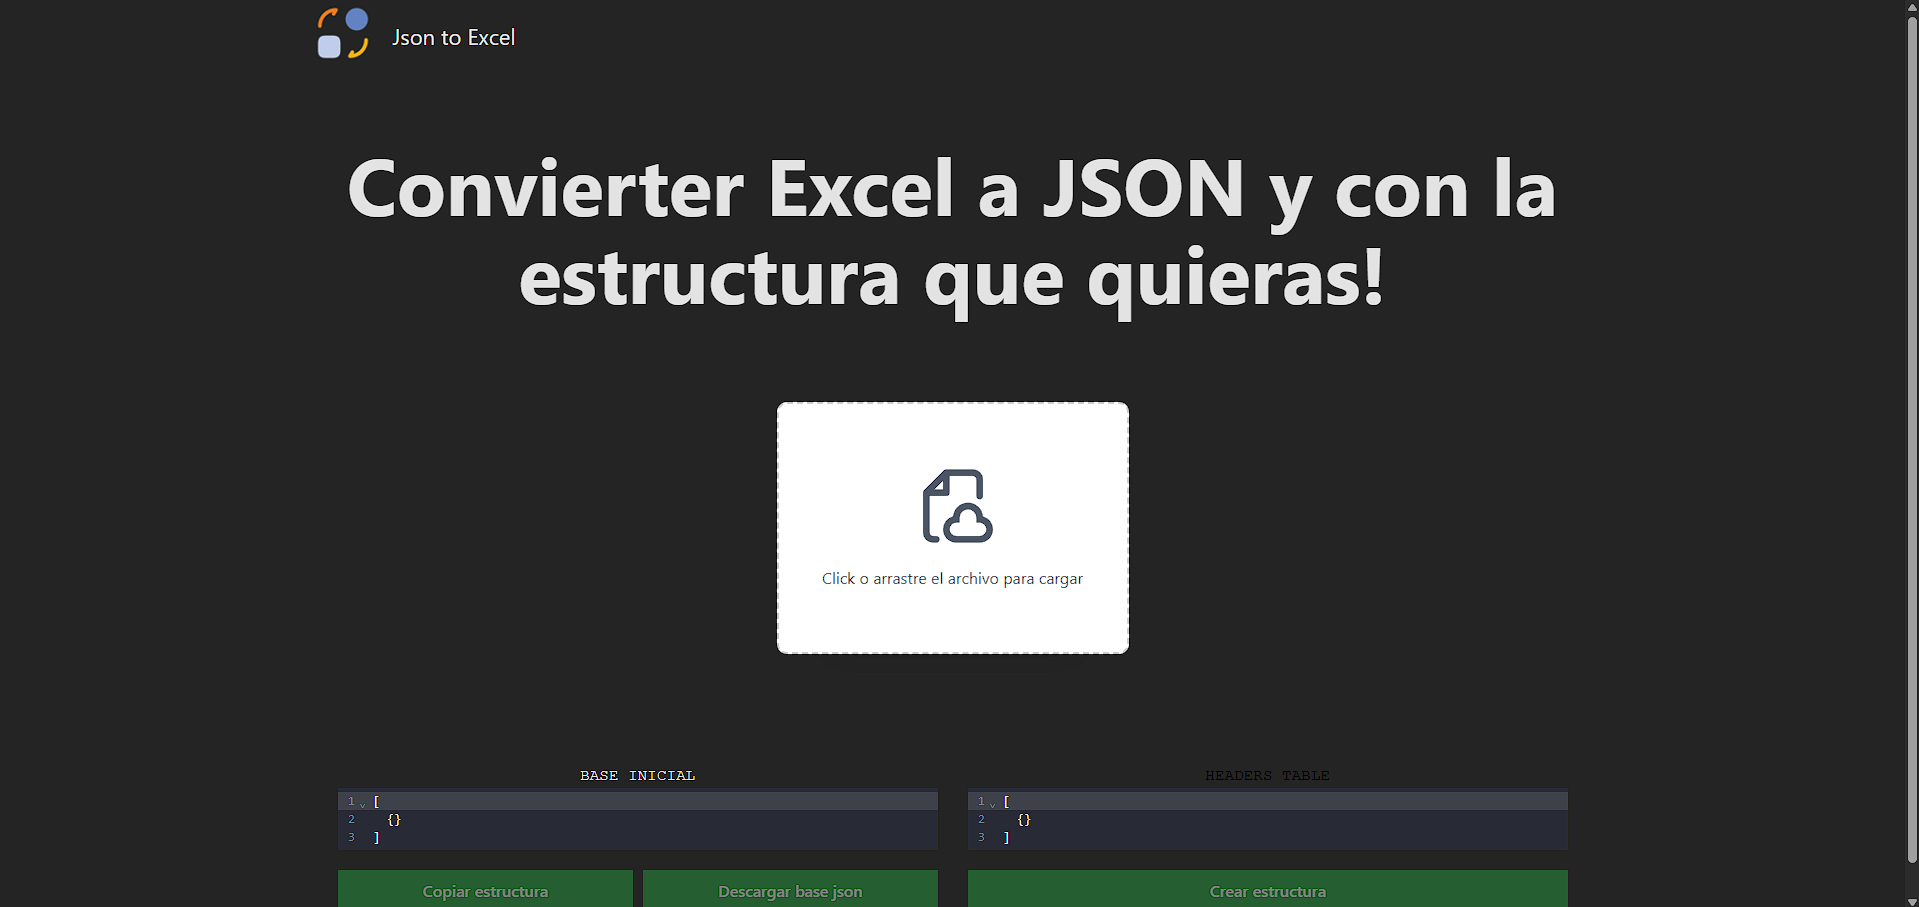 Json to Excel
Convierter Excel a JSON y con la
estructura que quieras!
Click o arrastre el archivo para cargar
BASE INICIAL
1 [
2 {}
3 ]
Copiar estructura
Descargar base json
HEADERS TABLE
1 [
2 {}
3 ]
Crear estructura